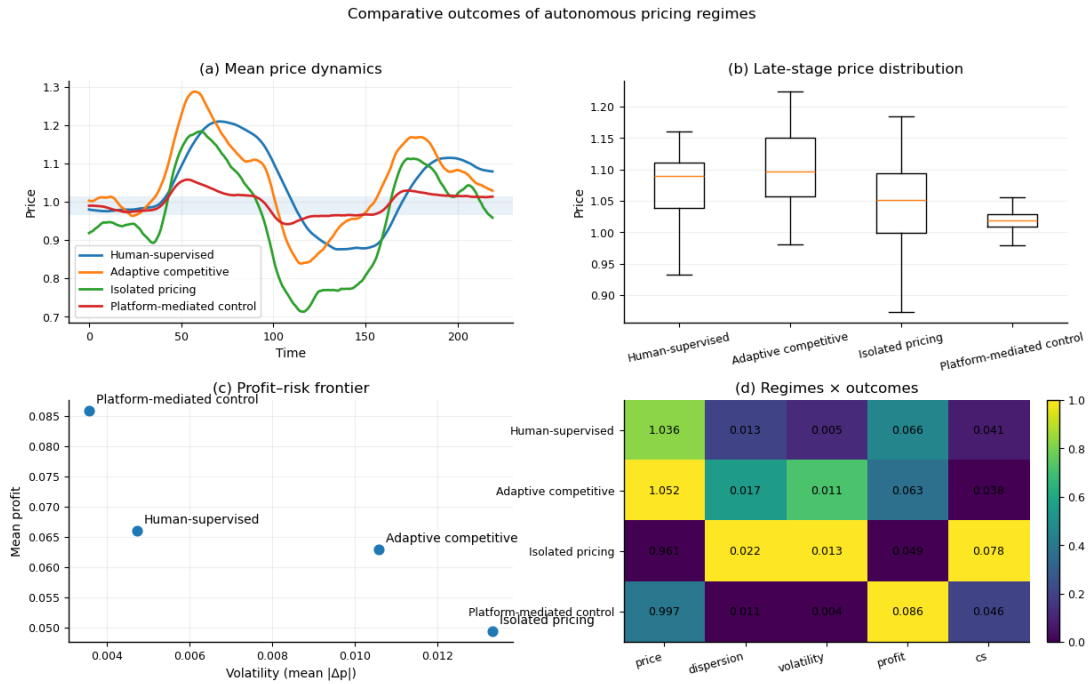 Comparative outcomes of autonomous pricing regimes
(a) Mean price dynamics
Price
1.3
1.2
1.1
1.0
0.9
0.8
0.7
Human-supervised
Adaptive competitive
Isolated pricing
Platform-mediated control
0
50
100
150
200
Time
(b) Late-stage price distribution
Price
1.20
1.15
1.10
1.05
1.00
0.95
0.90
Human-supervised
Adaptive competitive
Isolated pricing
Platform-mediated control
(c) Profit–risk frontier
Mean profit
0.085
0.080
0.075
0.070
0.065
0.060
0.055
0.050
Platform-mediated control
Human-supervised
Adaptive competitive
Isolated pricing
0.004
0.006
0.008
0.010
0.012
Volatility (mean |Δp|)
(d) Regimes × outcomes
Human-supervised 1.036 0.013 0.005 0.066 0.041
Adaptive competitive 1.052 0.017 0.011 0.063 0.038
Isolated pricing 0.961 0.022 0.013 0.049 0.078
Platform-mediated control 0.997 0.011 0.004 0.086 0.046
price
dispersion
volatility
profit
cs
1.0
0.8
0.6
0.4
0.2
0.0